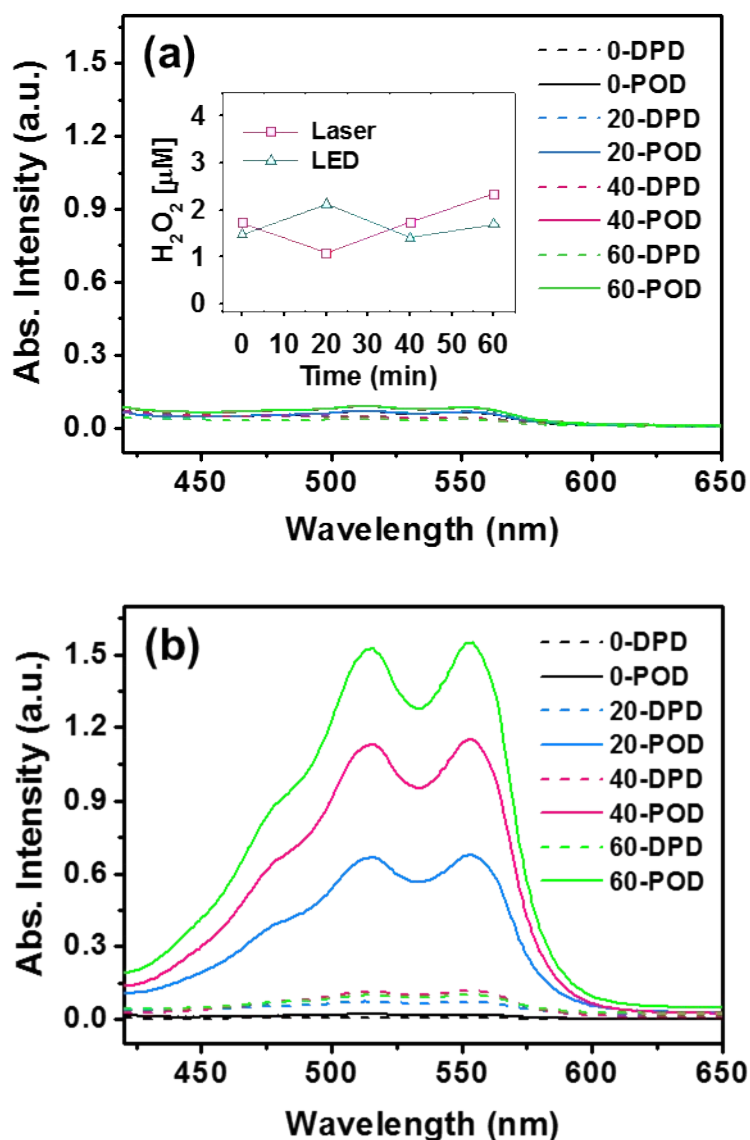 (a)
Abs. Intensity (a.u.)
1.5
1.2
0.9
0.6
0.3
0.0
450 500 550 600 650
Wavelength (nm)
0-DPD
0-POD
20-DPD
20-POD
40-DPD
40-POD
60-DPD
60-POD
H₂O₂ [µM]
4
3
2
1
0
Laser
LED
0 10 20 30 40 50 60
Time (min)
(b)
Abs. Intensity (a.u.)
1.5
1.2
0.9
0.6
0.3
0.0
450 500 550 600 650
Wavelength (nm)
0-DPD
0-POD
20-DPD
20-POD
40-DPD
40-POD
60-DPD
60-POD